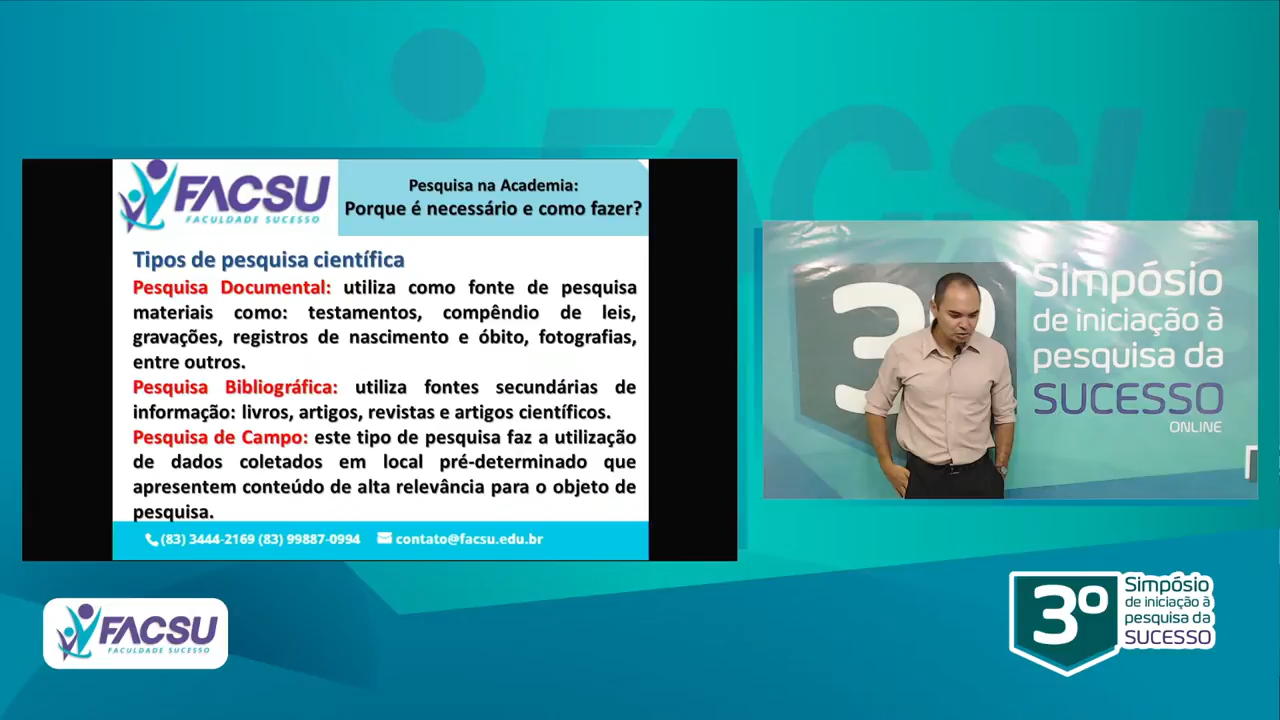 FACSU
FACULDADE SUCESSO
Pesquisa na Academia:
Porque é necessário e como fazer?
Tipos de pesquisa científica
Pesquisa Documental: utiliza como fonte de pesquisa
materiais como: testamentos, compêndio de leis,
gravações, registros de nascimento e óbito, fotografias,
entre outros.
Pesquisa Bibliográfica: utiliza fontes secundárias de
informação: livros, artigos, revistas e artigos científicos.
Pesquisa de Campo: este tipo de pesquisa faz a utilização
de dados coletados em local pré-determinado que
apresentem conteúdo de alta relevância para o objeto de
pesquisa.
(83) 3444-2169 (83) 99887-0994 contato@facsu.edu.br
3º
Simpósio
de iniciação à
pesquisa da
SUCESSO
ONLINE
FACSU
FACSU
FACULDADE SUCESSO
3º
Simpósio
de iniciação à
pesquisa da
SUCESSO